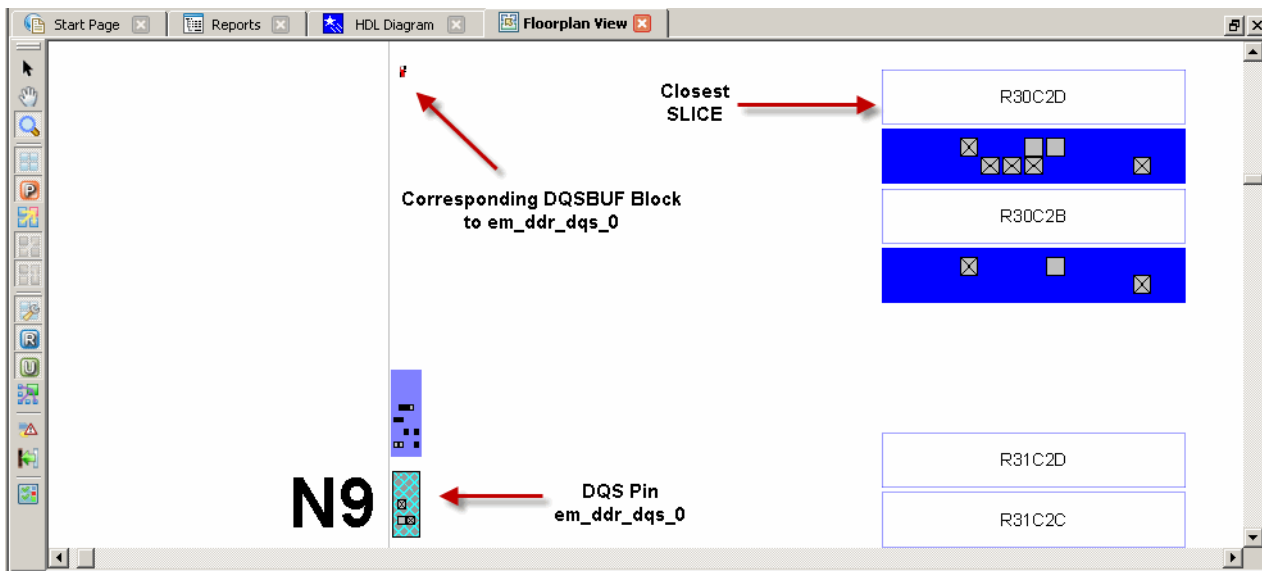 Start Page
Reports
HDL Diagram
Floorplan View
Closest
SLICE
R30C2D
Corresponding DQSBUF Block
to em_ddr_dqs_0
R30C2B
P
R
U
R31C2D
N9
DQS Pin
em_ddr_dqs_0
R31C2C